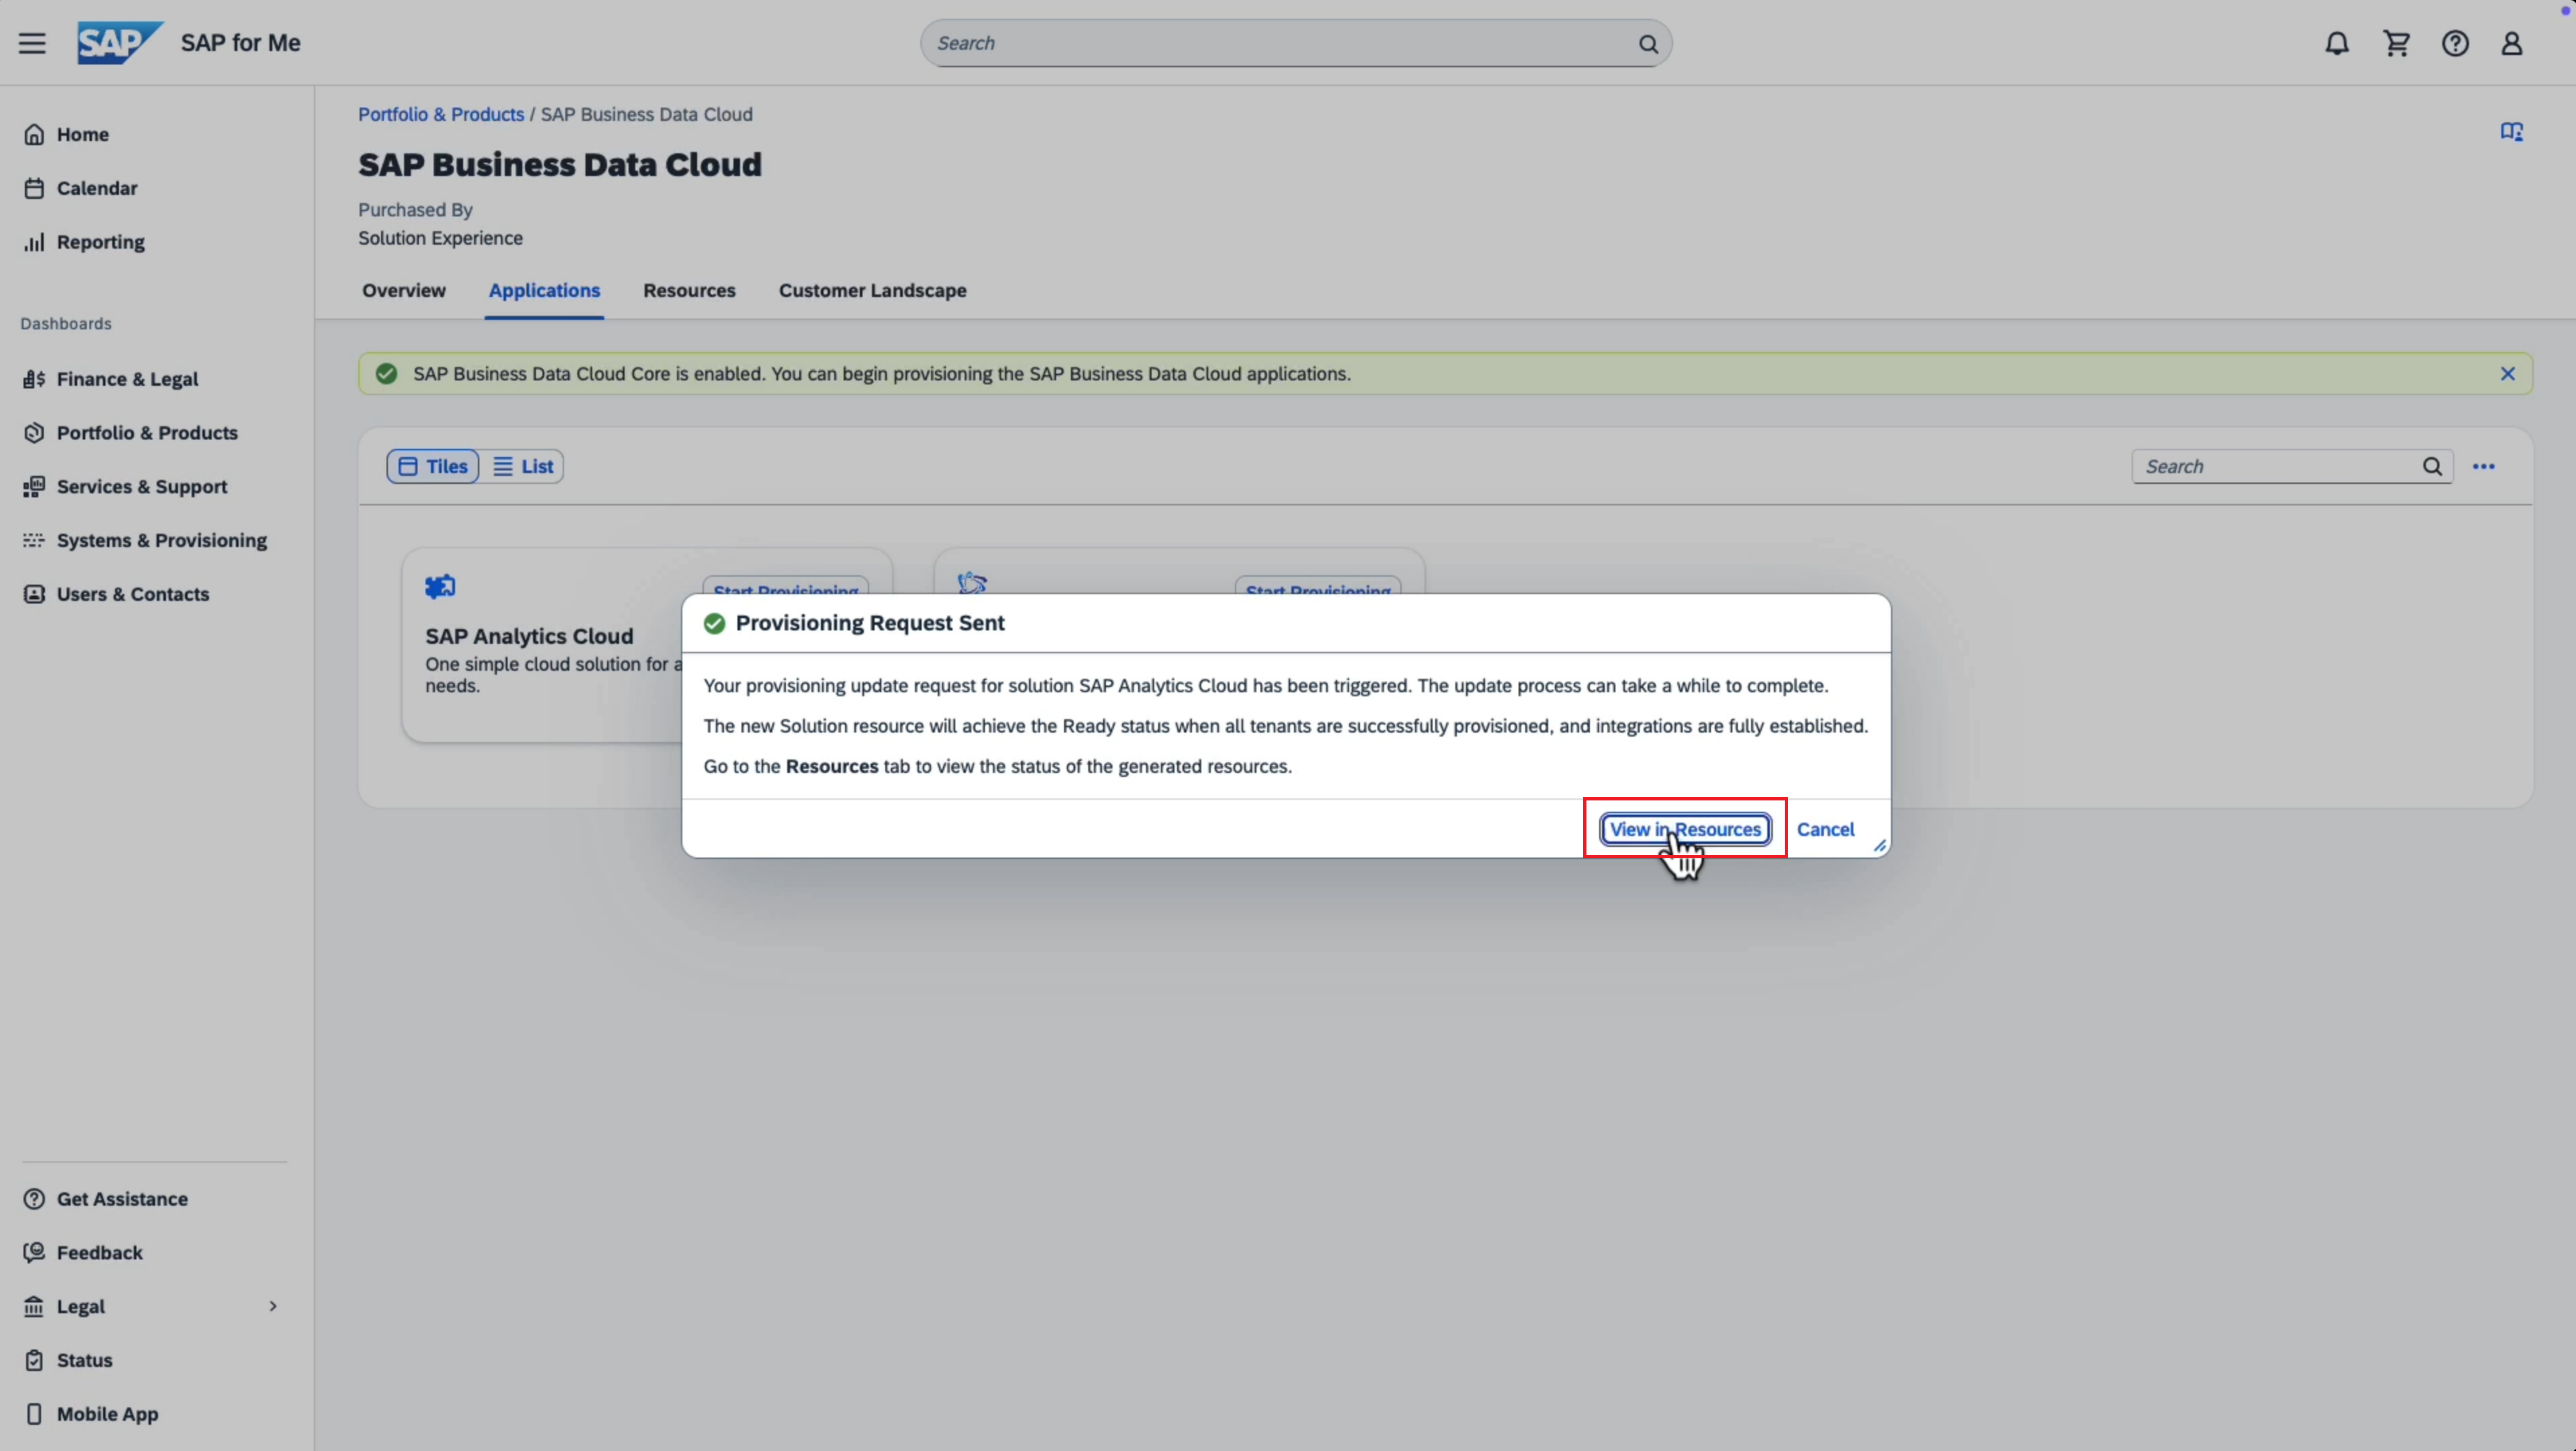 SAP
SAP for Me
Search
Home
Calendar
Reporting
Dashboards
Finance & Legal
Portfolio & Products
Services & Support
Systems & Provisioning
Users & Contacts
Get Assistance
Feedback
Legal
Status
Mobile App
Portfolio & Products / SAP Business Data Cloud
SAP Business Data Cloud
Purchased By
Solution Experience
Overview Applications Resources Customer Landscape
SAP Business Data Cloud Core is enabled. You can begin provisioning the SAP Business Data Cloud applications.
Tiles List
Search
Start Provisioning
Start Provisioning
SAP Analytics Cloud
One simple cloud solution for a
needs.
Provisioning Request Sent
Your provisioning update request for solution SAP Analytics Cloud has been triggered. The update process can take a while to complete.
The new Solution resource will achieve the Ready status when all tenants are successfully provisioned, and integrations are fully established.
Go to the Resources tab to view the status of the generated resources.
View in Resources Cancel